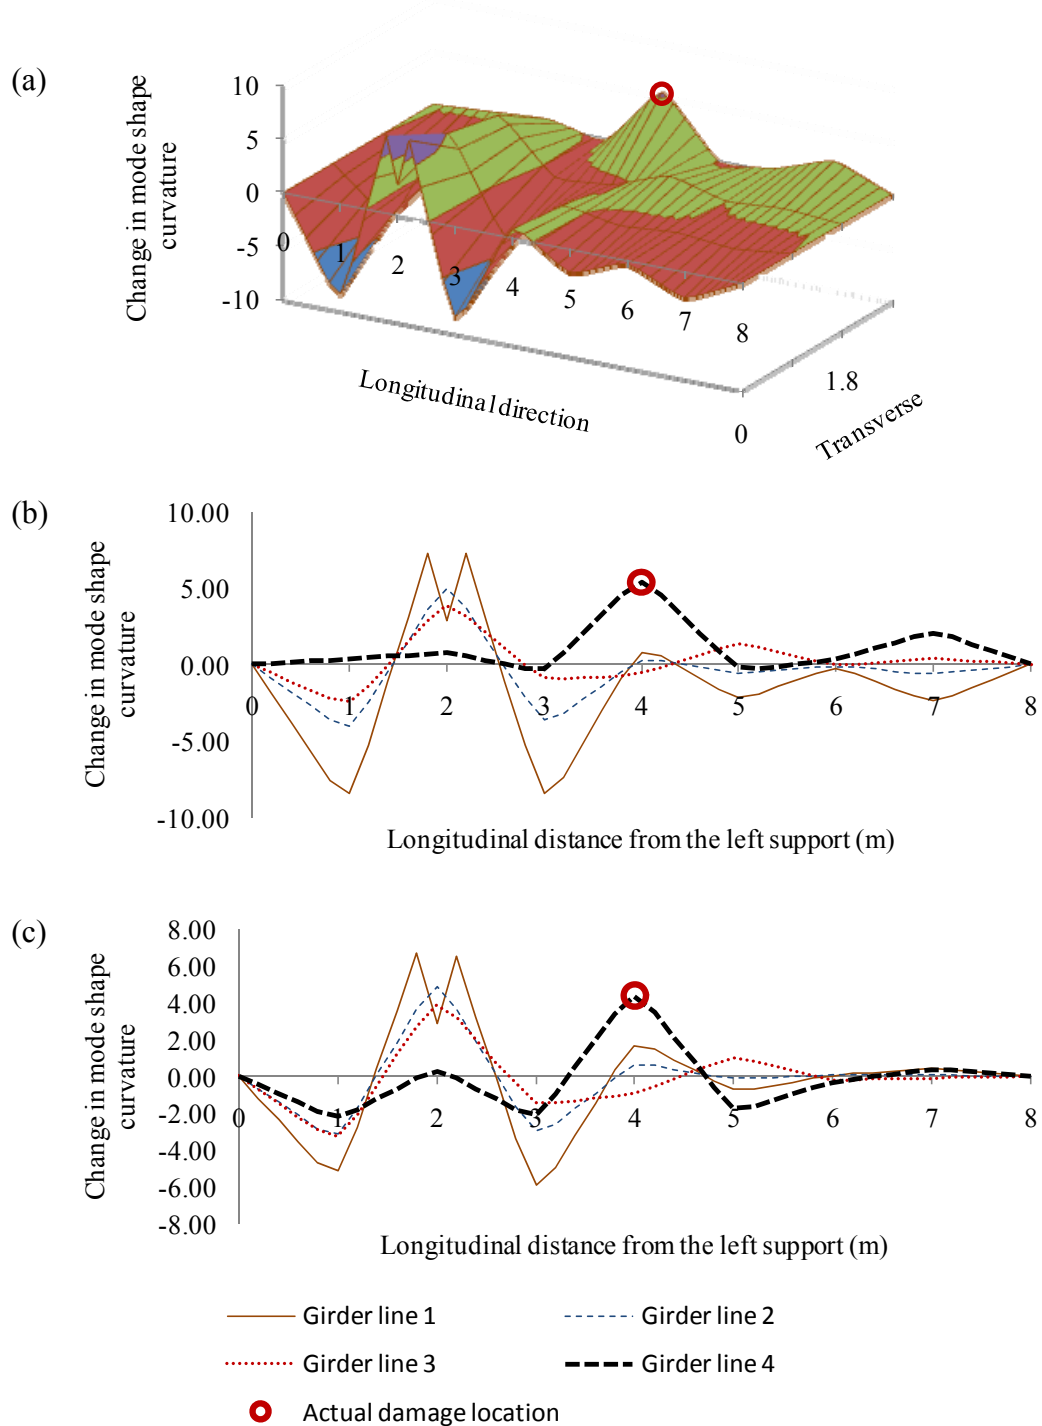 (a)
Change in mode shape
curvature
10
5
0
-5
-10
0
1
2
3
4
5
6
7
8
Longitudinal direction
0
1.8
Transverse
(b)
Change in mode shape
curvature
10.00
5.00
0.00
-5.00
-10.00
0 1 2 3 4 5 6 7 8
Longitudinal distance from the left support (m)
(c)
Change in mode shape
curvature
8.00
6.00
4.00
2.00
0.00
-2.00
-4.00
-6.00
-8.00
0 1 2 3 4 5 6 7 8
Longitudinal distance from the left support (m)
Girder line 1
Girder line 2
Girder line 3
Girder line 4
Actual damage location